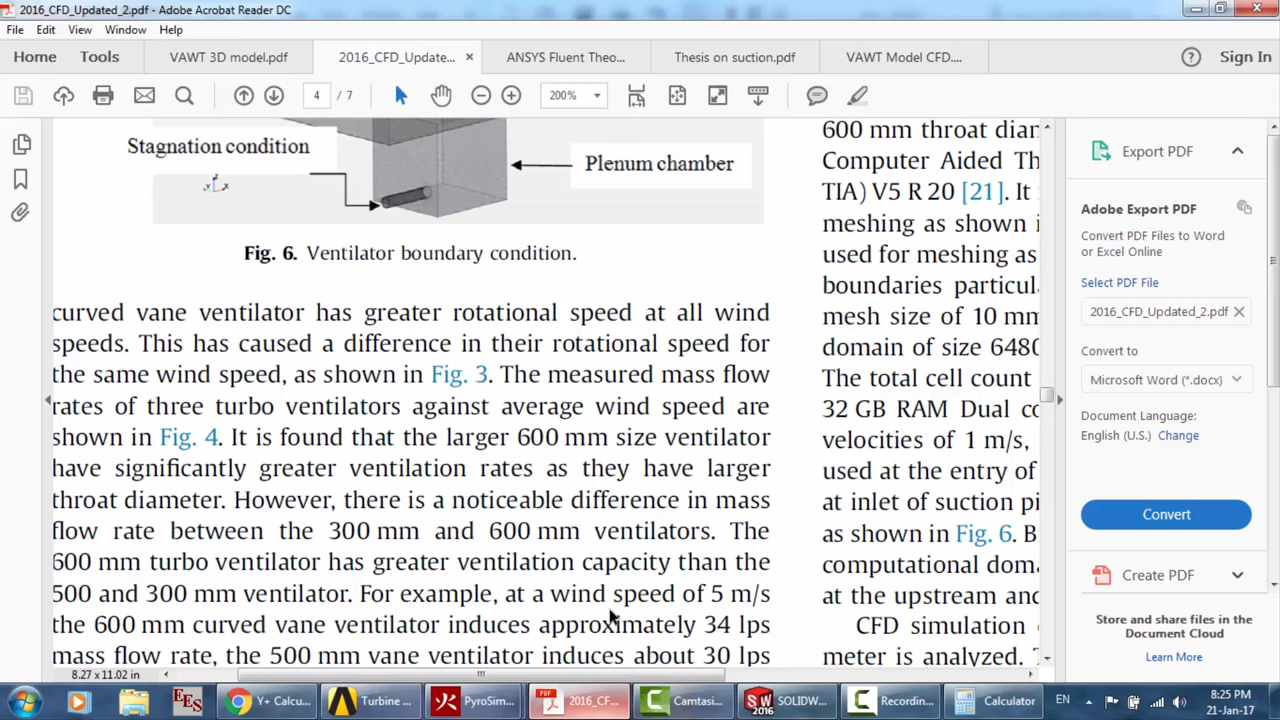 2016_CFD_Updated_2.pdf - Adobe Acrobat Reader DC
File Edit View Window Help
Home Tools VAWT 3D model.pdf 2016_CFD_Update... × ANSYS Fluent Theo... Thesis on suction.pdf VAWT Model CFD.... ? Sign In
4 / 7 200%
Stagnation condition
Plenum chamber
Fig. 6. Ventilator boundary condition.
curved vane ventilator has greater rotational speed at all wind
speeds. This has caused a difference in their rotational speed for
the same wind speed, as shown in Fig. 3. The measured mass flow
rates of three turbo ventilators against average wind speed are
shown in Fig. 4. It is found that the larger 600 mm size ventilator
have significantly greater ventilation rates as they have larger
throat diameter. However, there is a noticeable difference in mass
flow rate between the 300 mm and 600 mm ventilators. The
600 mm turbo ventilator has greater ventilation capacity than the
500 and 300 mm ventilator. For example, at a wind speed of 5 m/s
the 600 mm curved vane ventilator induces approximately 34 lps
mass flow rate, the 500 mm vane ventilator induces about 30 lps
600 mm throat diam
Computer Aided Th
TIA) V5 R 20 [21]. It
meshing as shown i
used for meshing as
boundaries particula
mesh size of 10 mm
domain of size 6480
The total cell count
32 GB RAM Dual co
velocities of 1 m/s,
used at the entry of
at inlet of suction pi
as shown in Fig. 6. B
computational doma
at the upstream and
CFD simulation o
meter is analyzed. T
8.27 x 11.02 in
Export PDF
Adobe Export PDF
Convert PDF Files to Word
or Excel Online
Select PDF File
2016_CFD_Updated_2.pdf ×
Convert to
Microsoft Word (*.docx)
Document Language:
English (U.S.) Change
Convert
Create PDF
Store and share files in the
Document Cloud
Learn More
EES Y+ Calcu... Turbine ... PyroSim... 2016_CF... Camtasi... SOLIDW... Recordin... Calculator EN 8:25 PM
21-Jan-17